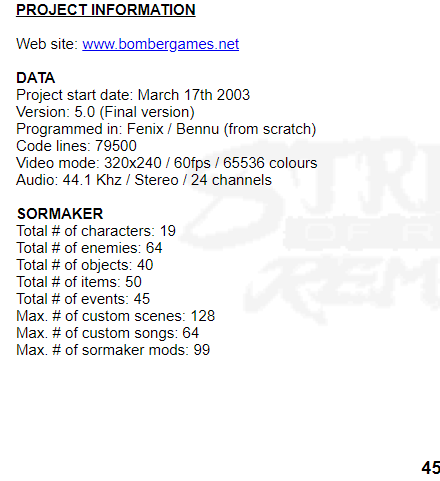 PROJECT INFORMATION
Web site: www.bombergames.net
DATA
Project start date: March 17th 2003
Version: 5.0 (Final version)
Programmed in: Fenix / Bennu (from scratch)
Code lines: 79500
Video mode: 320x240 / 60fps / 65536 colours
Audio: 44.1 Khz / Stereo / 24 channels
SORMAKER
Total # of characters: 19
Total # of enemies: 64
Total # of objects: 40
Total # of items: 50
Total # of events: 45
Max. # of custom scenes: 128
Max. # of custom songs: 64
Max. # of sormaker mods: 99
STR
OF R
REM
45